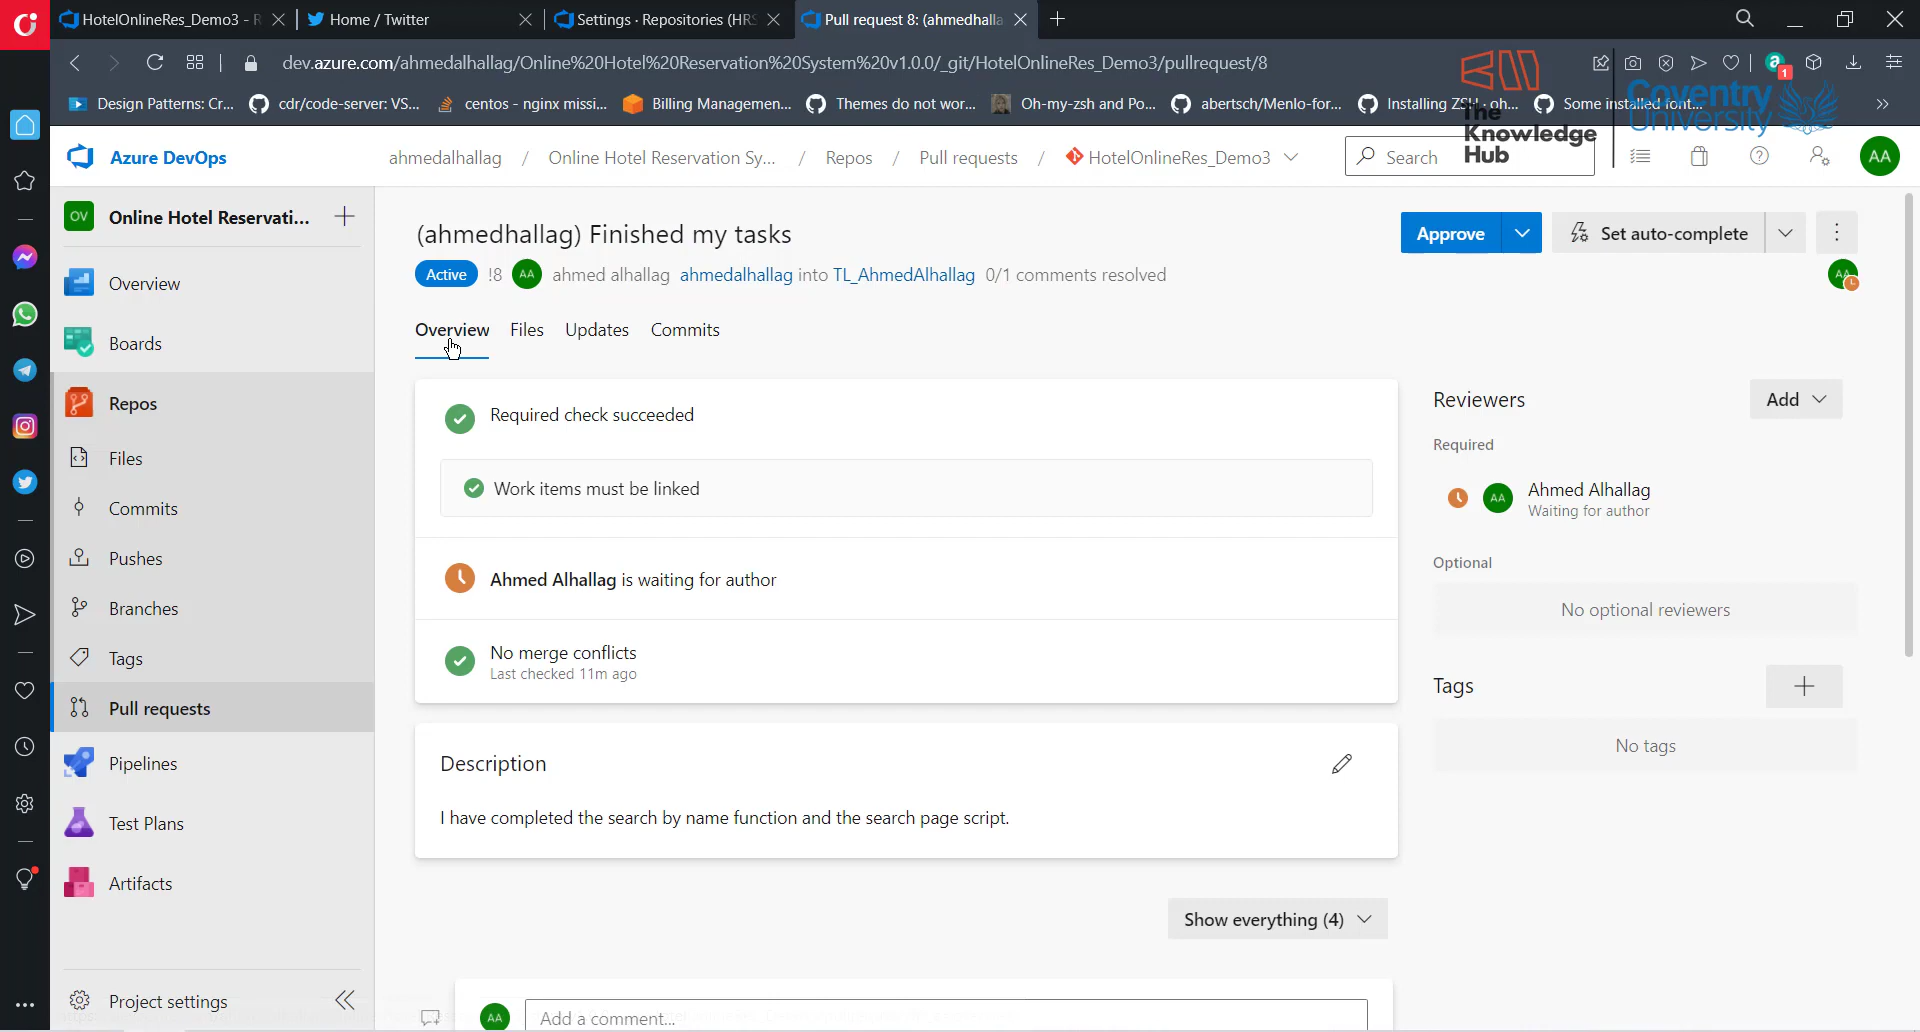 HotelOnlineRes_Demo3 - R
Home / Twitter
Settings · Repositories (HRS
Pull request 8: (ahmedhalla
dev.azure.com/ahmedalhallag/Online%20Hotel%20Reservation%20System%20v1.0.0/_git/HotelOnlineRes_Demo3/pullrequest/8
1
Design Patterns: Cr...
cdr/code-server: VS...
centos - nginx missi...
Billing Managemen...
Themes do not wor...
Oh-my-zsh and Po...
abertsch/Menlo-for...
Installing ZSH · oh...
Some installed font...
The
Knowledge
Hub
Coventry
University
Azure DevOps
ahmedalhallag / Online Hotel Reservation Sy... / Repos / Pull requests / HotelOnlineRes_Demo3
Search
AA
OV
Online Hotel Reservati...
Overview
Boards
Repos
Files
Commits
Pushes
Branches
Tags
Pull requests
Pipelines
Test Plans
Artifacts
Project settings
(ahmedhallag) Finished my tasks
Approve
Set auto-complete
Active !8 AA ahmed alhallag ahmedalhallag into TL_AhmedAlhallag 0/1 comments resolved
AA
Overview Files Updates Commits
Required check succeeded
Work items must be linked
Ahmed Alhallag is waiting for author
No merge conflicts
Last checked 11m ago
Description
I have completed the search by name function and the search page script.
Show everything (4)
AA
Add a comment...
Reviewers
Add
Required
AA
Ahmed Alhallag
Waiting for author
Optional
No optional reviewers
Tags
No tags